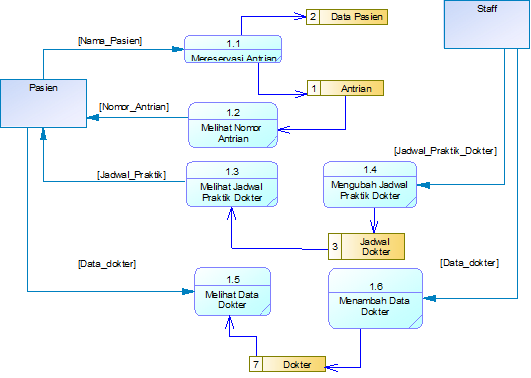 Staff
2 Data Pasien
[Nama_Pasien]
1.1
Mereservasi Antrian
Pasien
1 Antrian
[Nomor_Antrian]
1.2
Melihat Nomor
Antrian
[Jadwal_Praktik_Dokter]
[Jadwal_Praktik]
1.3
Melihat Jadwal
Praktik Dokter
1.4
Mengubah Jadwal
Praktik Dokter
3 Jadwal
Dokter
[Data_dokter]
[Data_dokter]
1.5
Melihat Data
Dokter
1.6
Menambah Data
Dokter
7 Dokter